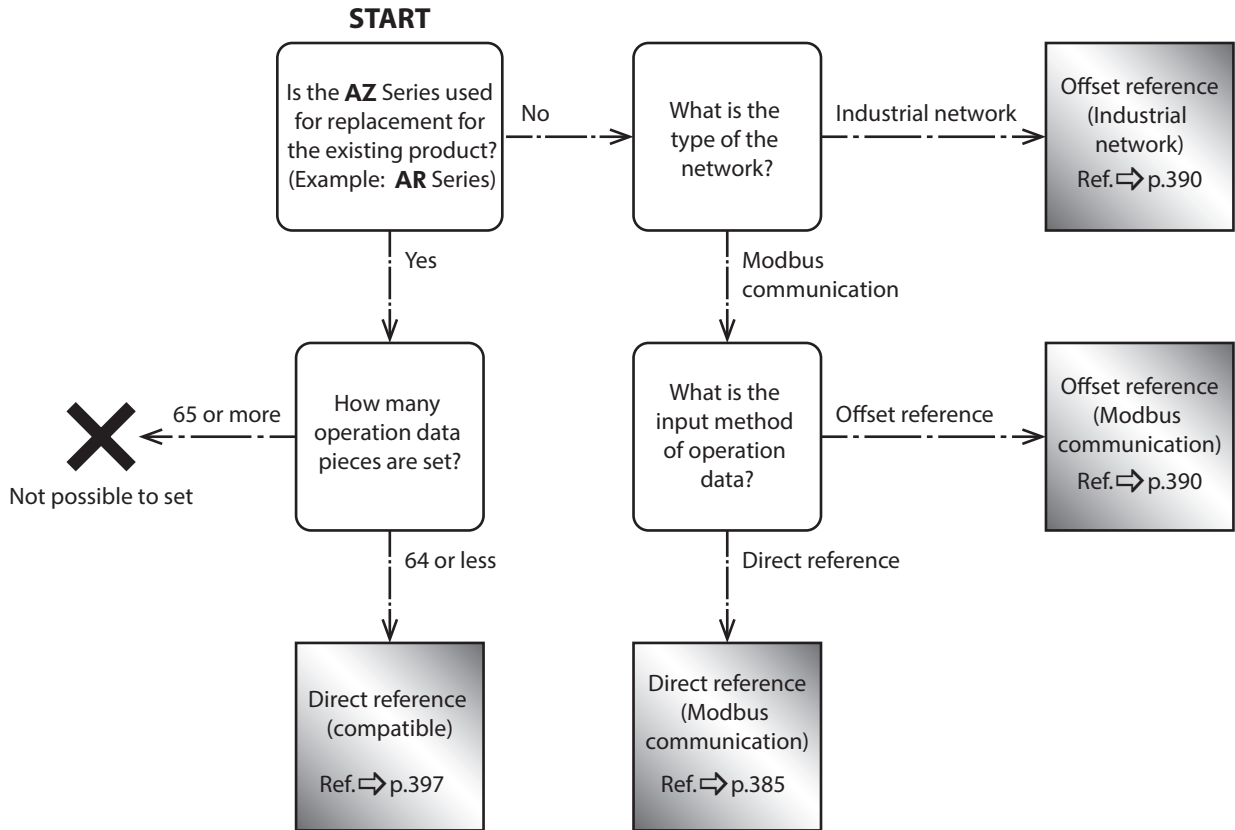 START
Is the AZ Series used
for replacement for
the existing product?
(Example: AR Series)
No
What is the
type of the
network?
Industrial network
Offset reference
(Industrial
network)
Ref. ⇨ p.390
Yes
Modbus
communication
65 or more
Not possible to set
How many
operation data
pieces are set?
What is the
input method
of operation
data?
Offset reference
Offset reference
(Modbus
communication)
Ref. ⇨ p.390
64 or less
Direct reference
Direct reference
(compatible)
Ref. ⇨ p.397
Direct reference
(Modbus
communication)
Ref. ⇨ p.385